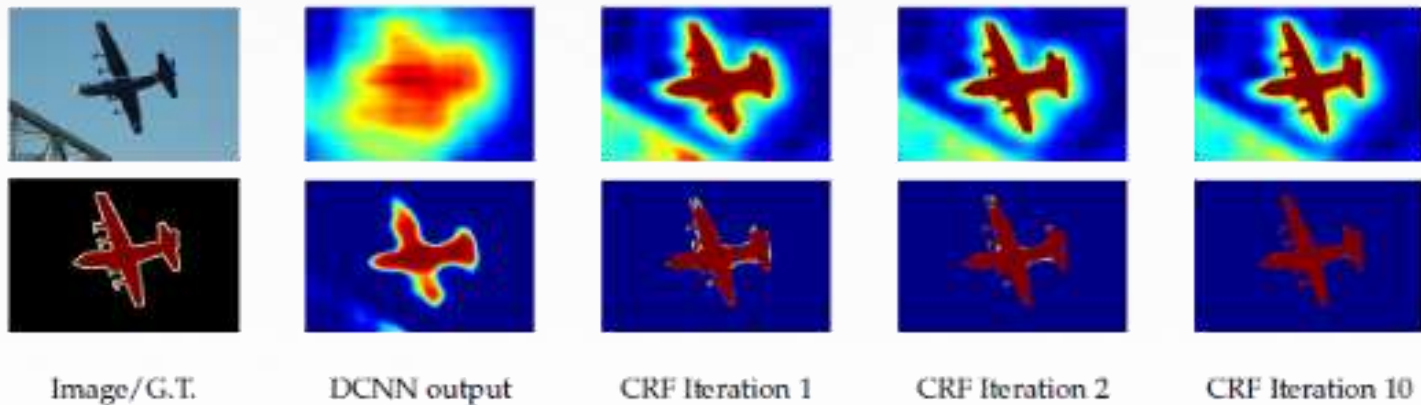 Image/G.T. DCNN output CRF Iteration 1 CRF Iteration 2 CRF Iteration 10